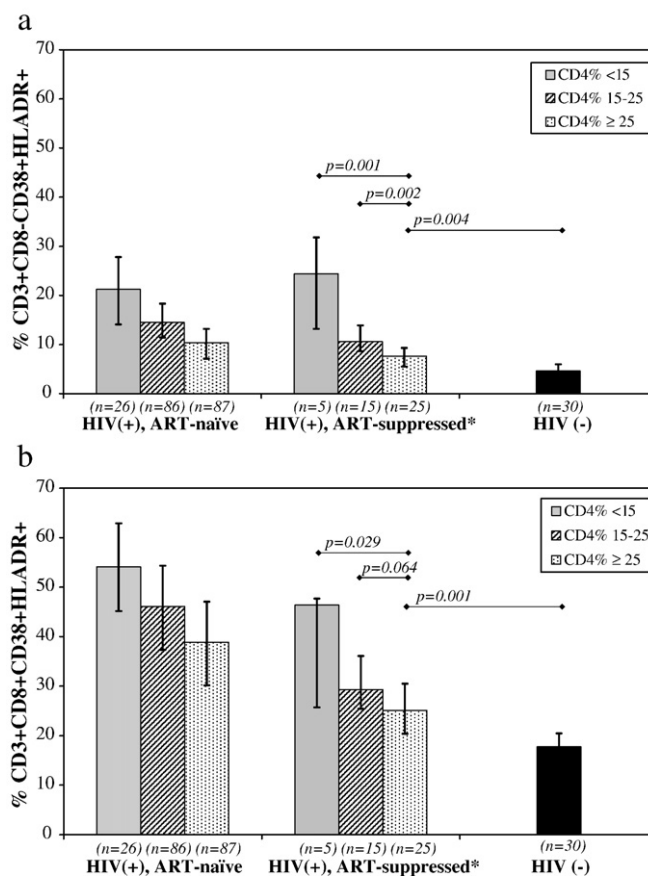 a
70
60
50
40
30
20
10
0
% CD3+CD8-CD38+HLADR+
CD4% <15
CD4% 15-25
CD4% ≥ 25
p=0.001
p=0.002
p=0.004
(n=26) (n=86) (n=87) (n=5) (n=15) (n=25) (n=30)
HIV(+), ART-naïve HIV(+), ART-suppressed* HIV (-)
b
70
60
50
40
30
20
10
0
% CD3+CD8+CD38+HLADR+
CD4% <15
CD4% 15-25
CD4% ≥ 25
p=0.029
p=0.064
p=0.001
(n=26) (n=86) (n=87) (n=5) (n=15) (n=25) (n=30)
HIV(+), ART-naïve HIV(+), ART-suppressed* HIV (-)